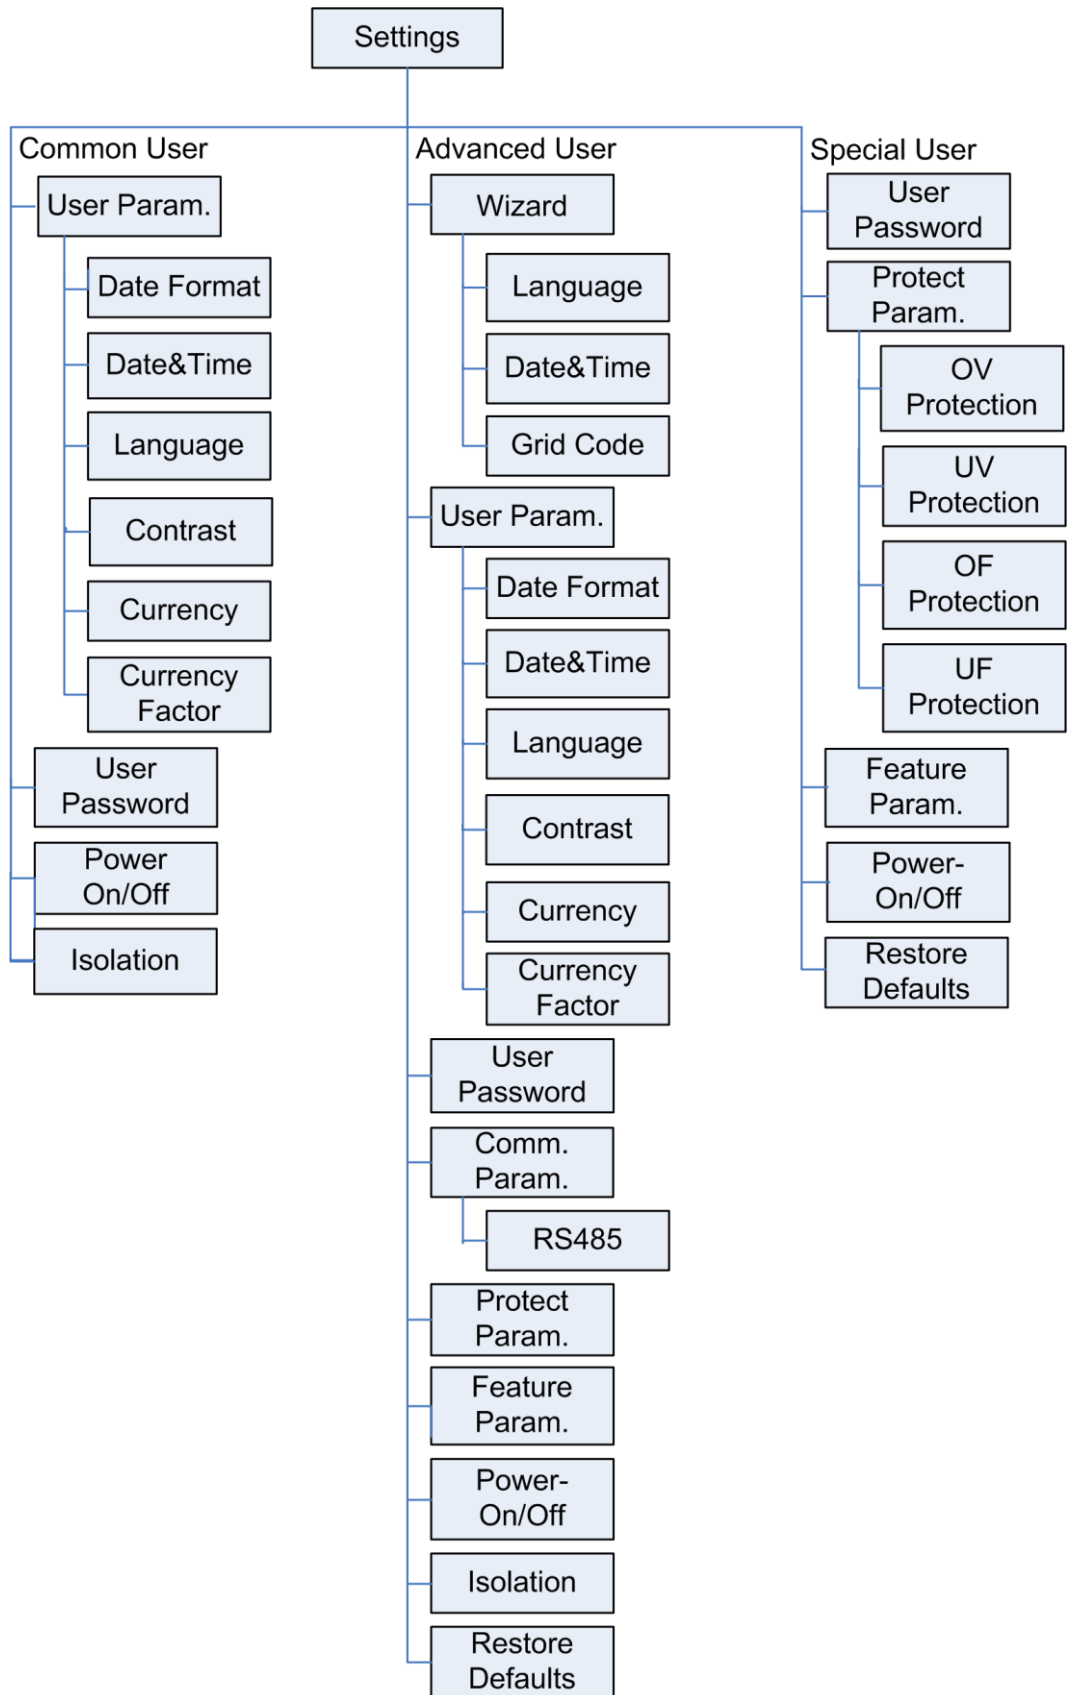 Settings
Common User
User Param.
Date Format
Date&Time
Language
Contrast
Currency
Currency
Factor
User
Password
Power
On/Off
Isolation
Advanced User
Wizard
Language
Date&Time
Grid Code
User Param.
Date Format
Date&Time
Language
Contrast
Currency
Currency
Factor
User
Password
Comm.
Param.
RS485
Protect
Param.
Feature
Param.
Power-
On/Off
Isolation
Restore
Defaults
Special User
User
Password
Protect
Param.
OV
Protection
UV
Protection
OF
Protection
UF
Protection
Feature
Param.
Power-
On/Off
Restore
Defaults